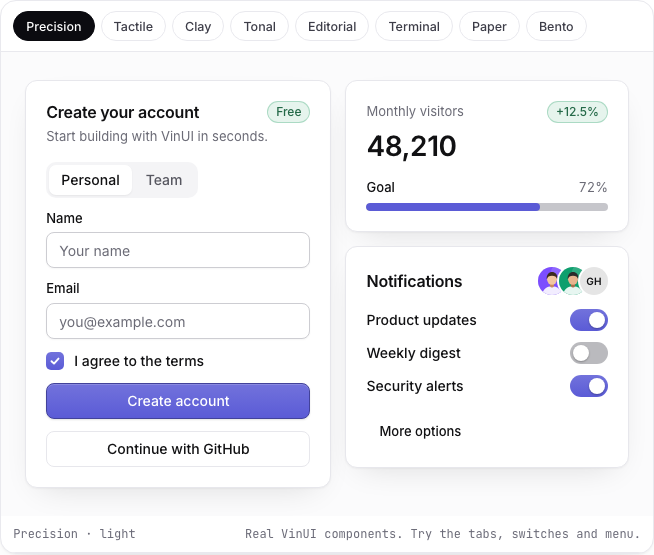 Precision Tactile Clay Tonal Editorial Terminal Paper Bento
Create your account Free
Start building with VinUI in seconds.
Personal Team
Name
Your name
Email
you@example.com
I agree to the terms
Create account
Continue with GitHub
Monthly visitors +12.5%
48,210
Goal 72%
Notifications GH
Product updates
Weekly digest
Security alerts
More options
Precision · light Real VinUI components. Try the tabs, switches and menu.